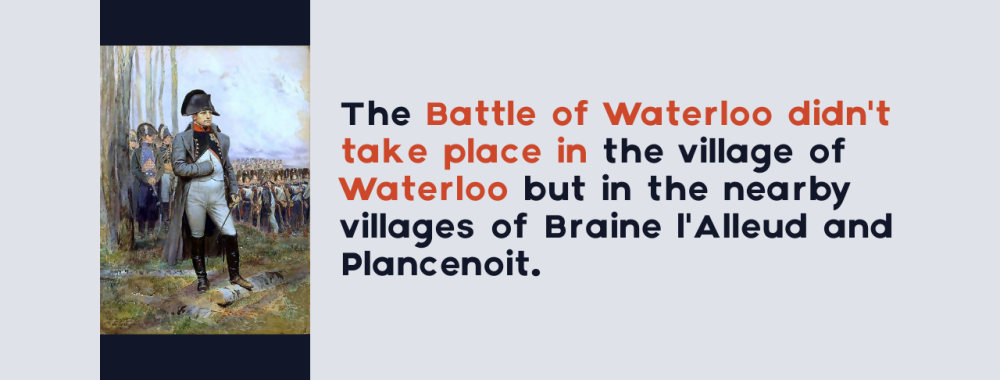 The Battle of Waterloo didn't
take place in the village of
Waterloo but in the nearby
villages of Braine l'Alleud and
Plancenoit.